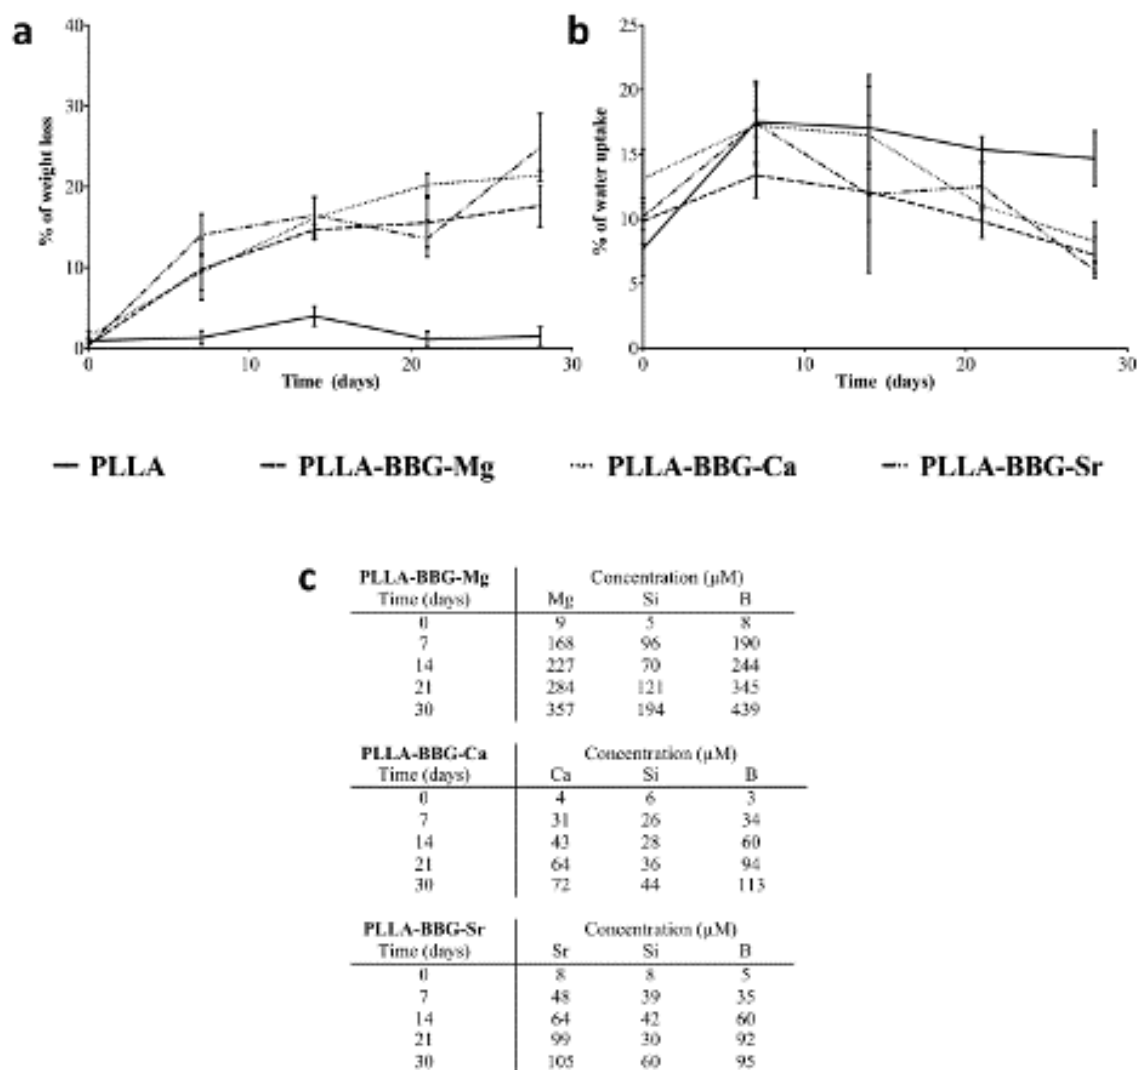 a
40
30
20
10
0
% of weight loss
0 10 20 30
Time (days)
b
25
20
15
10
5
0
% of water uptake
0 10 20 30
Time (days)
PLLA PLLA-BBG-Mg PLLA-BBG-Ca PLLA-BBG-Sr
c
PLLA-BBG-Mg Concentration (µM)
Time (days) Mg Si B
0 9 5 8
7 168 96 190
14 227 70 244
21 284 121 345
30 357 194 439
PLLA-BBG-Ca Concentration (µM)
Time (days) Ca Si B
0 4 6 3
7 31 26 34
14 43 28 60
21 64 36 94
30 72 44 113
PLLA-BBG-Sr Concentration (µM)
Time (days) Sr Si B
0 8 8 5
7 48 39 35
14 64 42 60
21 99 30 92
30 105 60 95